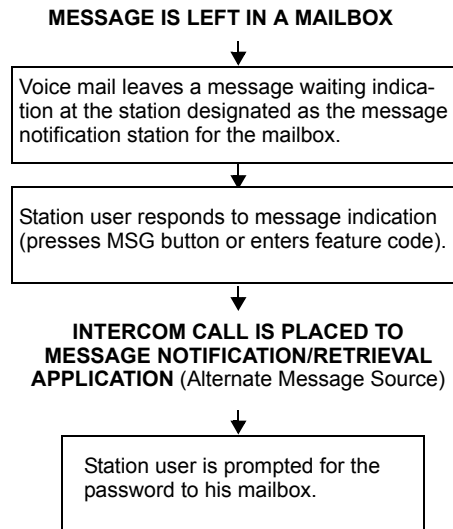 MESSAGE IS LEFT IN A MAILBOX
Voice mail leaves a message waiting indica-
tion at the station designated as the message
notification station for the mailbox.
Station user responds to message indication
(presses MSG button or enters feature code).
INTERCOM CALL IS PLACED TO
MESSAGE NOTIFICATION/RETRIEVAL
APPLICATION (Alternate Message Source)
Station user is prompted for the
password to his mailbox.